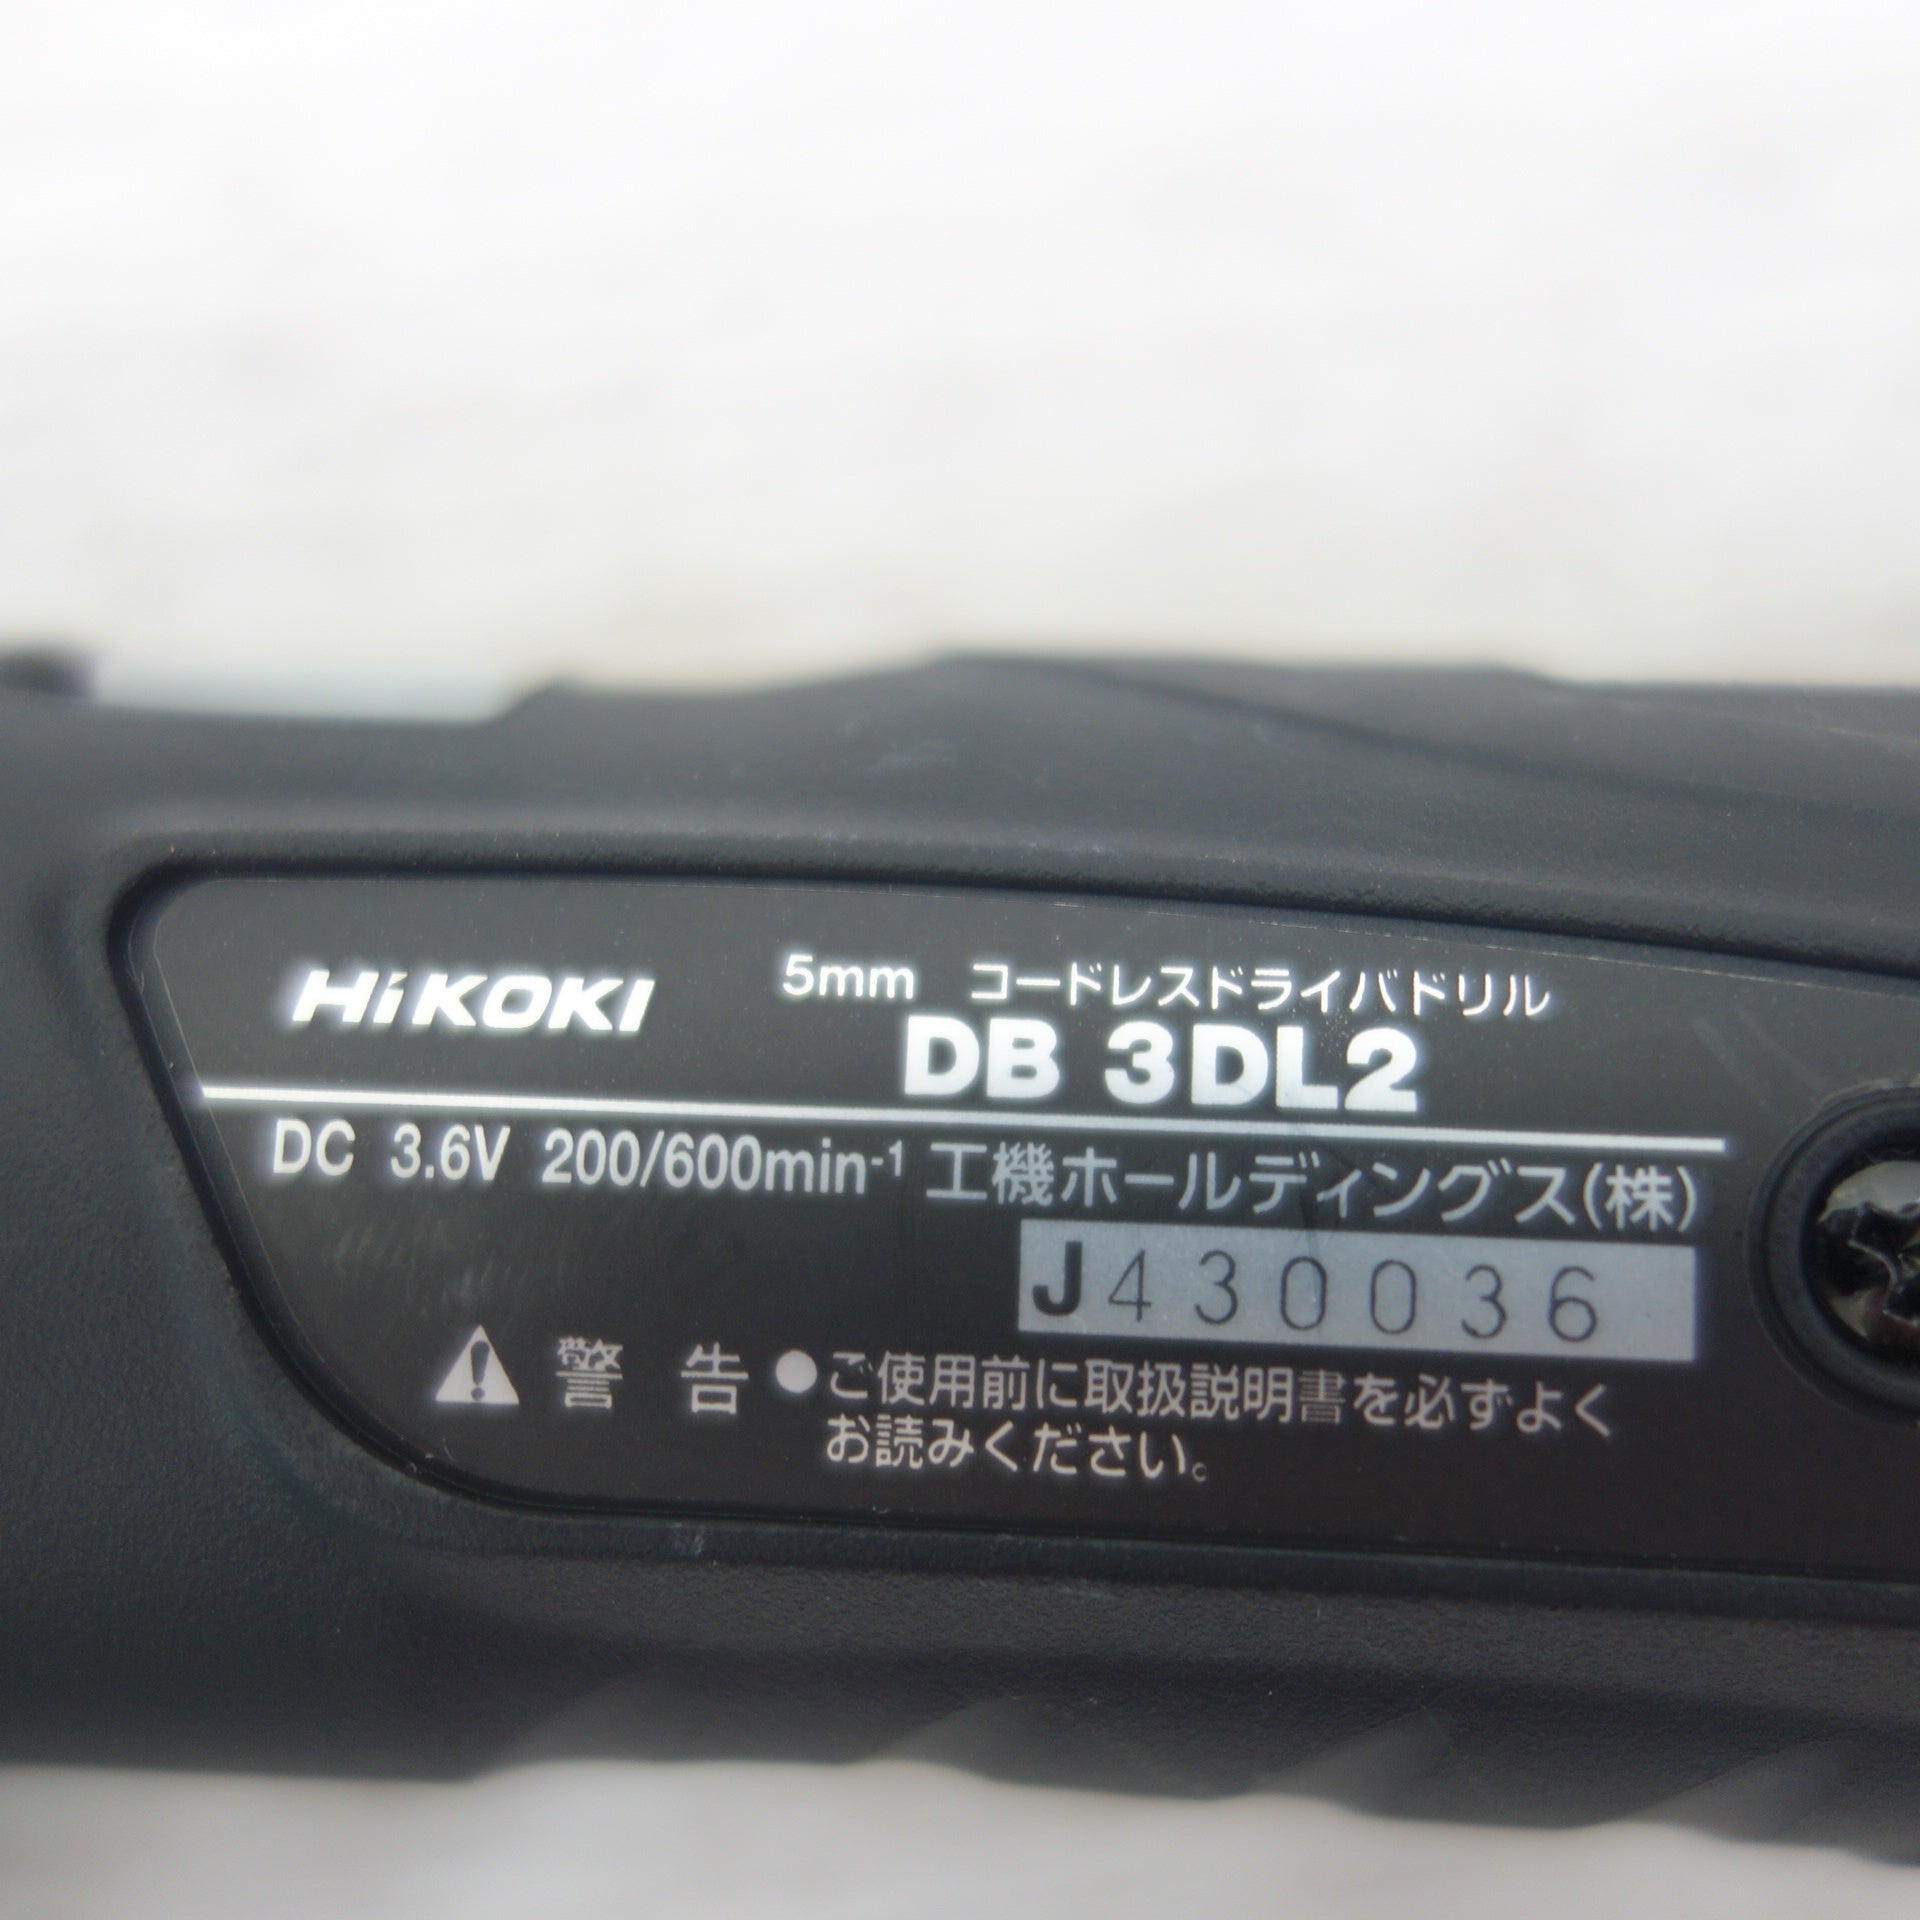 HiKOKI 5mm コードレスドライバドリル
DB 3DL2
DC 3.6V 200/600min-1 工機ホールディングス(株)
J430036
警告 ●ご使用前に取扱説明書を必ずよく
お読みください。